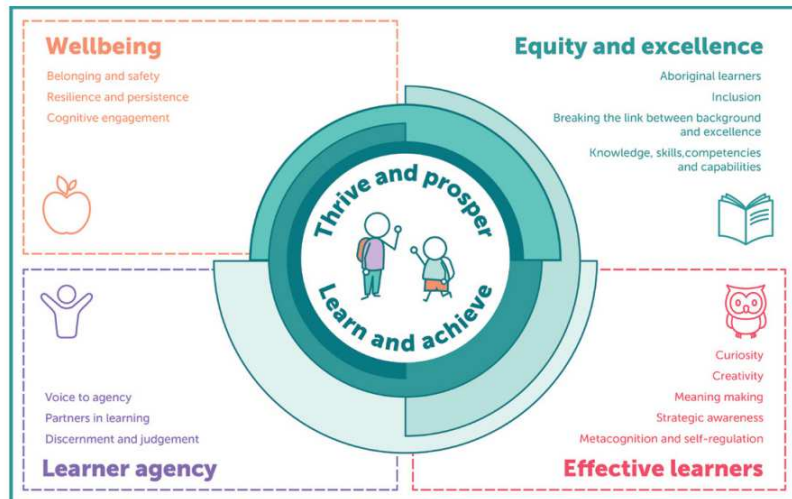 Wellbeing
Belonging and safety
Resilience and persistence
Cognitive engagement
Equity and excellence
Aboriginal learners
Inclusion
Breaking the link between background
and excellence
Knowledge, skills,competencies
and capabilities
Thrive and prosper
Learn and achieve
Voice to agency
Partners in learning
Discernment and judgement
Learner agency
Curiosity
Creativity
Meaning making
Strategic awareness
Metacognition and self-regulation
Effective learners